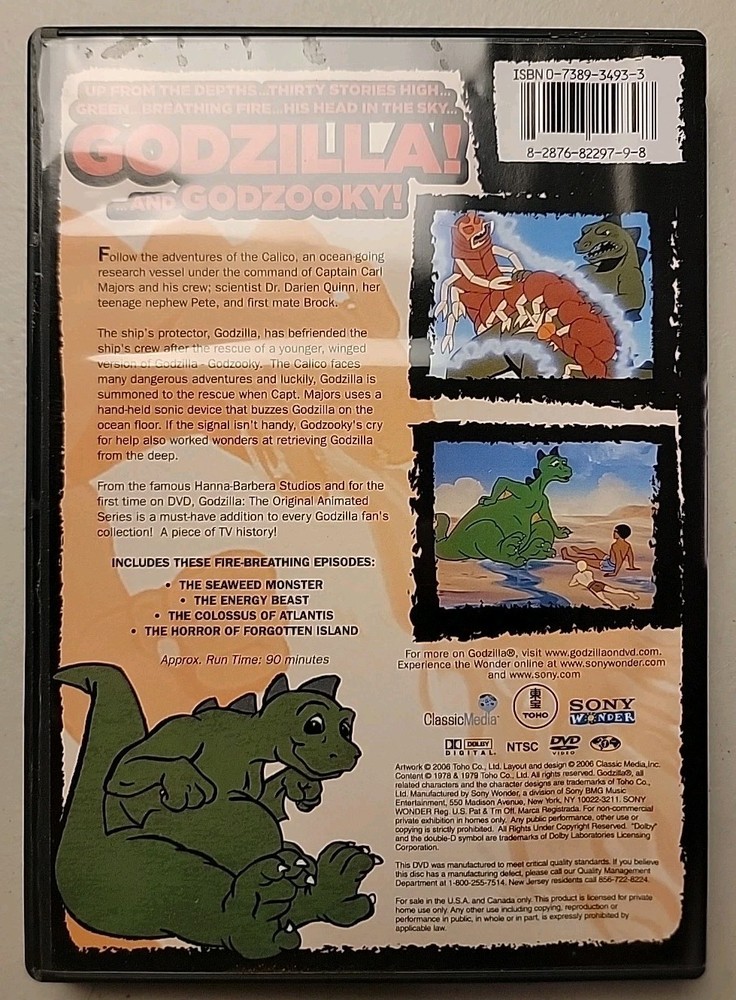 UP FROM THE DEPTHS...THIRTY STORIES HIGH...
GREEN...BREATHING FIRE...HIS HEAD IN THE SKY...
GODZILLA!
...AND GODZOOKY!
ISBN 0-7389-3493-3
8-2876-82297-9-8
Follow the adventures of the Calico, an ocean-going
research vessel under the command of Captain Carl
Majors and his crew; scientist Dr. Darien Quinn, her
teenage nephew Pete, and first mate Brock.
The ship's protector, Godzilla, has befriended the
ship's crew after the rescue of a younger, winged
version of Godzilla - Godzooky. The Calico faces
many dangerous adventures and luckily, Godzilla is
summoned to the rescue when Capt. Majors uses a
hand-held sonic device that buzzes Godzilla on the
ocean floor. If the signal isn't handy, Godzooky's cry
for help also worked wonders at retrieving Godzilla
from the deep.
From the famous Hanna-Barbera Studios and for the
first time on DVD, Godzilla: The Original Animated
Series is a must-have addition to every Godzilla fan's
collection! A piece of TV history!
INCLUDES THESE FIRE-BREATHING EPISODES:
• THE SEAWEED MONSTER
• THE ENERGY BEAST
• THE COLOSSUS OF ATLANTIS
• THE HORROR OF FORGOTTEN ISLAND
Approx. Run Time: 90 minutes
For more on Godzilla®, visit www.godzillaondvd.com.
Experience the Wonder online at www.sonywonder.com
and www.sony.com
ClassicMedia
東宝
TOHO
SONY
WONDER
DOLBY
DIGITAL
NTSC
DVD
VIDEO
Artwork © 2006 Toho Co., Ltd. Layout and design © 2006 Classic Media, Inc.
Content © 1978 & 1979 Toho Co., Ltd. All rights reserved. Godzilla®, all
related characters and the character designs are trademarks of Toho Co.,
Ltd. Manufactured by Sony Wonder, a division of Sony BMG Music
Entertainment, 550 Madison Avenue, New York, NY 10022-3211. SONY
WONDER Reg. U.S. Pat & Tm Off. Marca Registrada. For non-commercial
private exhibition in homes only. Any public performance, other use or
copying is strictly prohibited. All Rights Under Copyright Reserved. "Dolby"
and the double-D symbol are trademarks of Dolby Laboratories Licensing
Corporation.
This DVD was manufactured to meet critical quality standards. If you believe
this disc has a manufacturing defect, please call our Quality Management
Department at 1-800-255-7514. New Jersey residents call 856-722-8224.
For sale in the U.S.A. and Canada only. This product is licensed for private
home use only. Any other use including copying, reproduction or
performance in public, in whole or in part, is expressly prohibited by
applicable law.